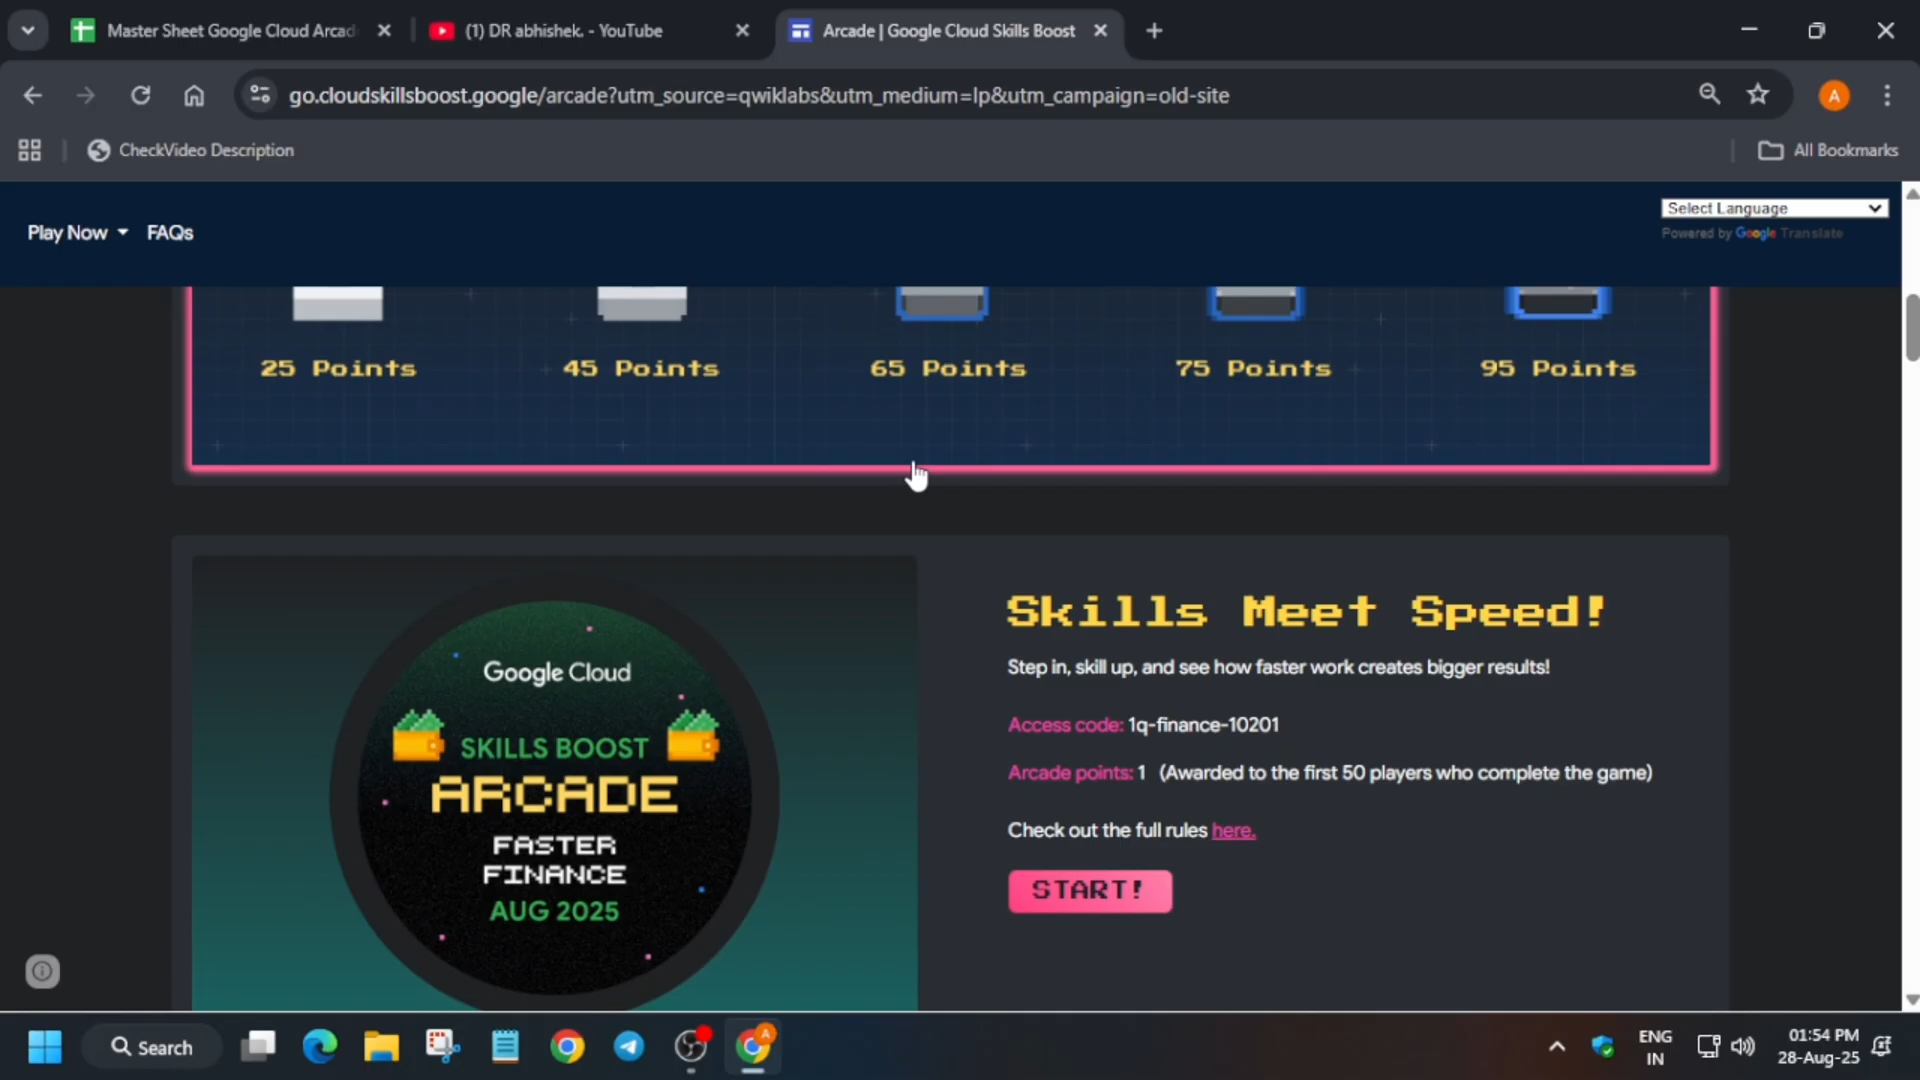 Master Sheet Google Cloud Arcad
(1) DR abhishek. - YouTube
Arcade | Google Cloud Skills Boost
go.cloudskillsboost.google/arcade?utm_source=qwiklabs&utm_medium=lp&utm_campaign=old-site
A
CheckVideo Description
All Bookmarks
Play Now
FAQs
Select Language
Powered by Google Translate
25 Points
45 Points
65 Points
75 Points
95 Points
Google Cloud
SKILLS BOOST
ARCADE
FASTER
FINANCE
AUG 2025
Skills Meet Speed!
Step in, skill up, and see how faster work creates bigger results!
Access code: 1q-finance-10201
Arcade points: 1 (Awarded to the first 50 players who complete the game)
Check out the full rules here.
START!
Search
A
ENG
IN
01:54 PM
28-Aug-25